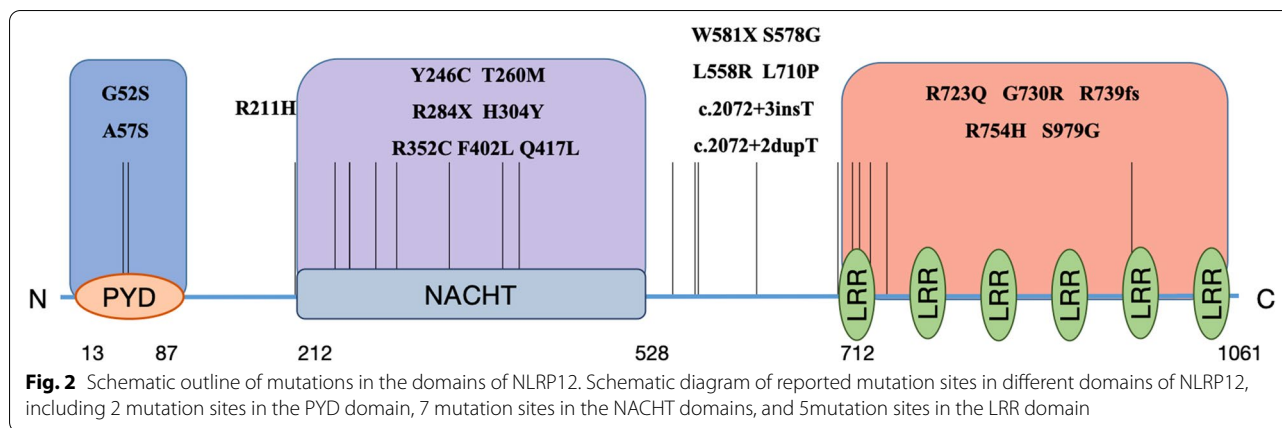 W581X S578G
L558R L710P
c.2072+3insT
c.2072+2dupT
G52S
A57S
R211H
Y246C T260M
R284X H304Y
R352C F402L Q417L
R723Q G730R R739fs
R754H S979G
N
PYD
NACHT
LRR
LRR
LRR
LRR
LRR
LRR
C
13 87 212 528 712 1061
Fig. 2 Schematic outline of mutations in the domains of NLRP12. Schematic diagram of reported mutation sites in different domains of NLRP12,
including 2 mutation sites in the PYD domain, 7 mutation sites in the NACHT domains, and 5mutation sites in the LRR domain